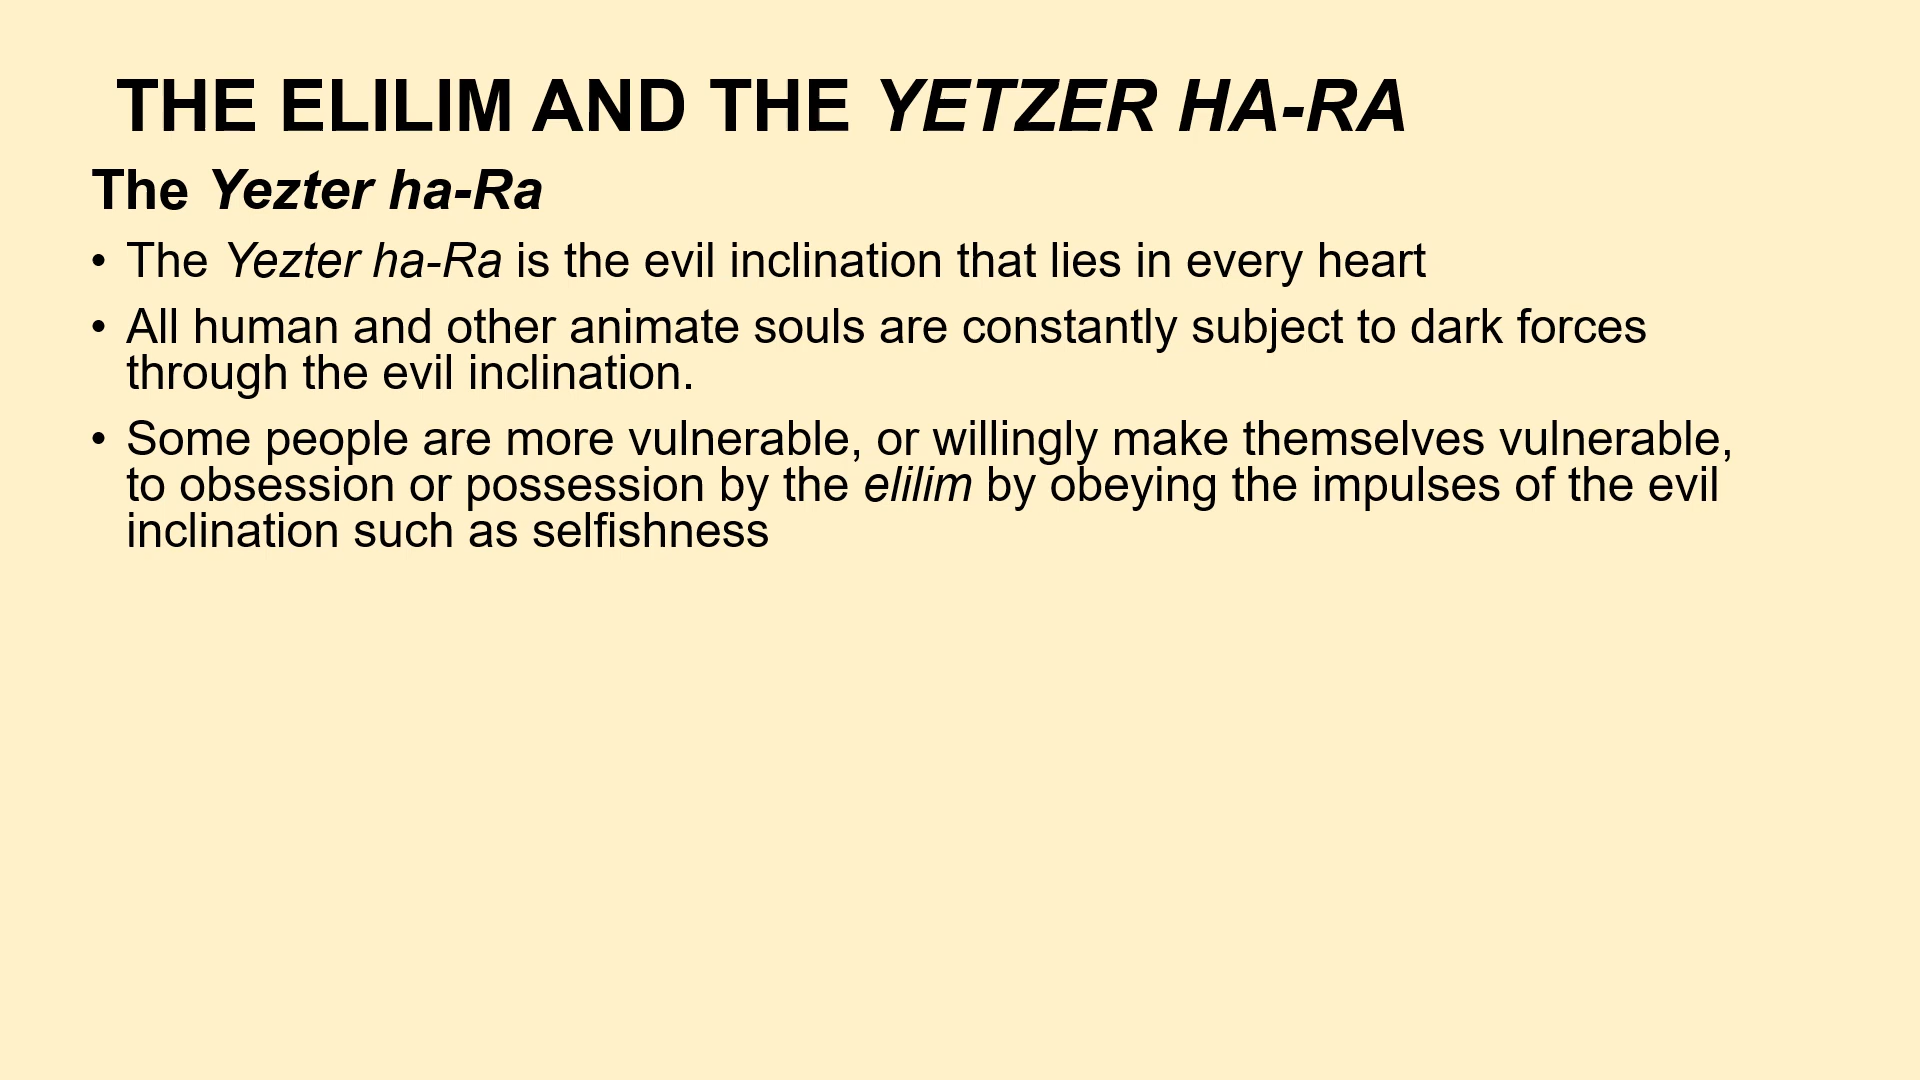 THE ELILIM AND THE YETZER HA-RA
The Yezter ha-Ra
• The Yezter ha-Ra is the evil inclination that lies in every heart
• All human and other animate souls are constantly subject to dark forces
through the evil inclination.
• Some people are more vulnerable, or willingly make themselves vulnerable,
to obsession or possession by the elilim by obeying the impulses of the evil
inclination such as selfishness